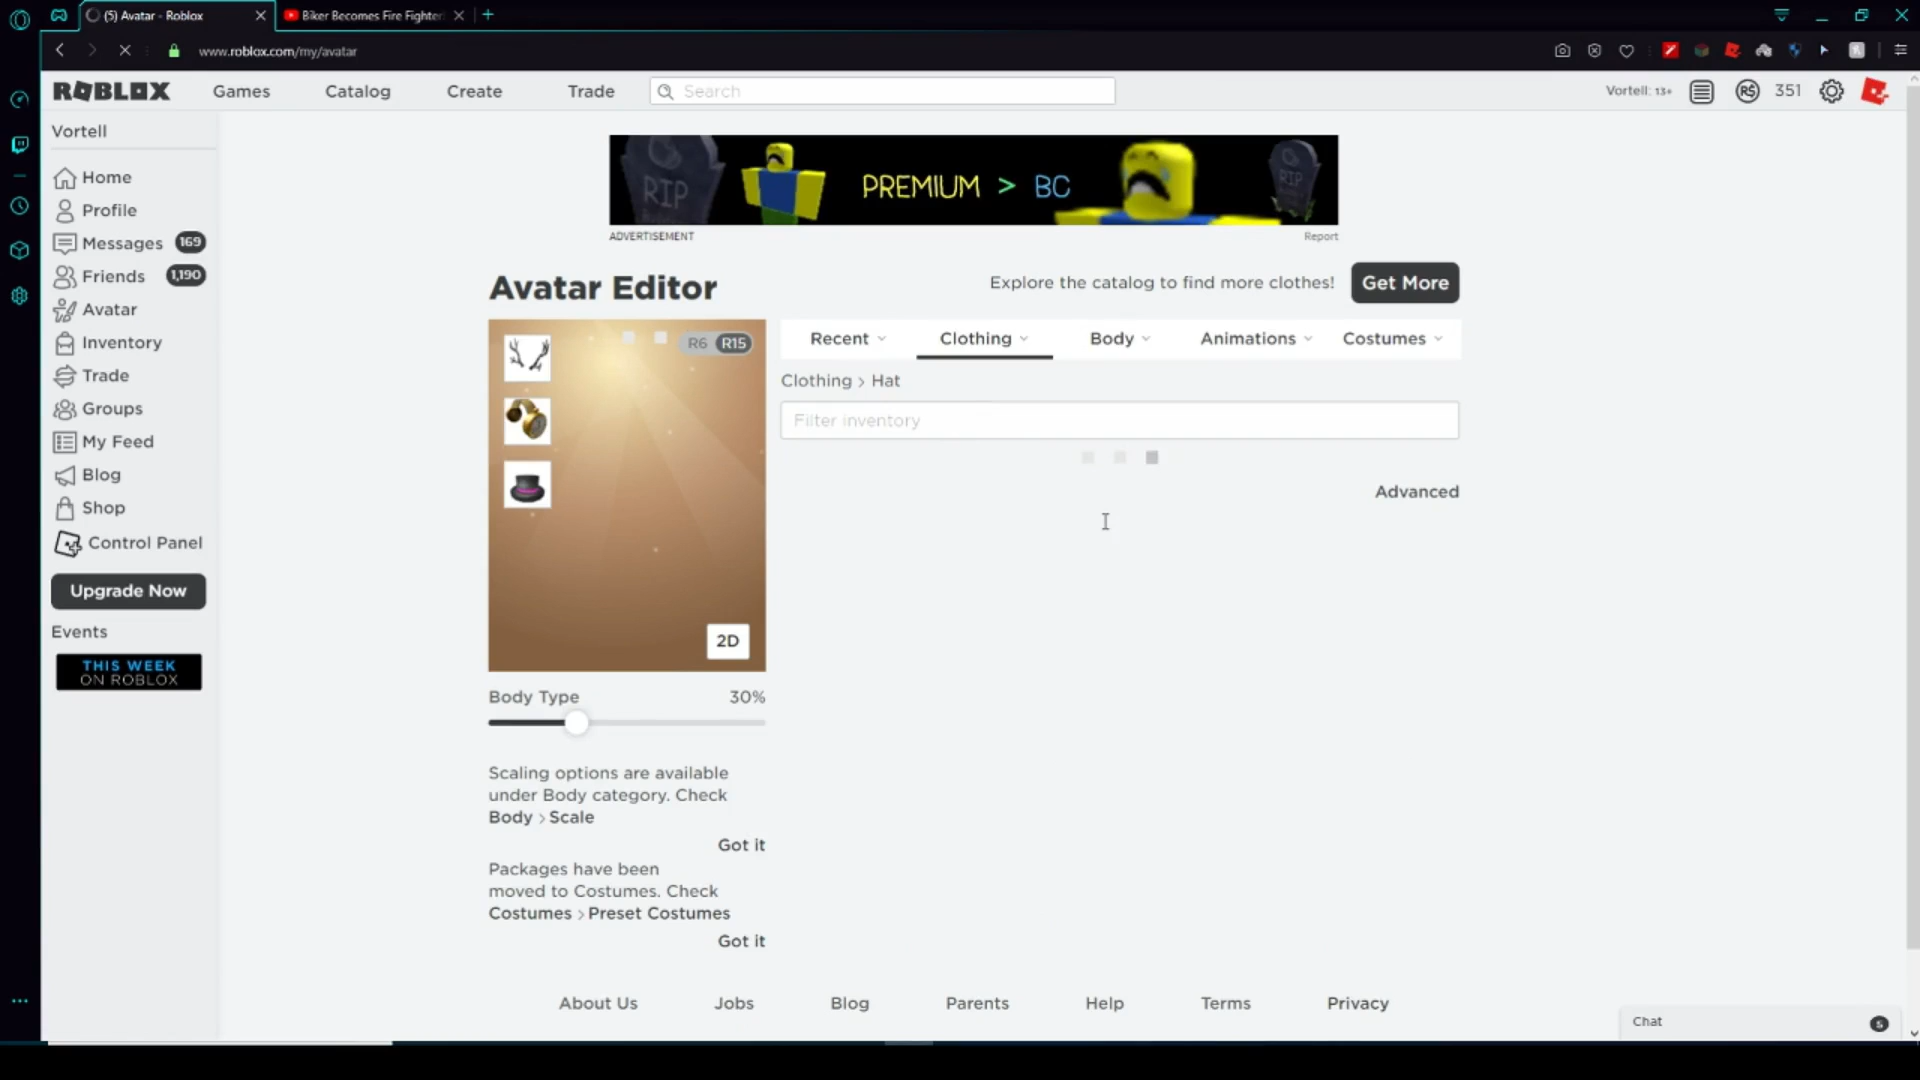 (5) Avatar - Roblox
Biker Becomes Fire Fighter
www.roblox.com/my/avatar
ROBLOX
Games
Catalog
Create
Trade
Search
Vortell: 13+
R$
351
Vortell
Home
Profile
Messages 169
Friends 1,190
Avatar
Inventory
Trade
Groups
My Feed
Blog
Shop
Control Panel
Upgrade Now
Events
THIS WEEK
ON ROBLOX
RIP
PREMIUM > BC
RIP
ADVERTISEMENT
Report
Avatar Editor
Explore the catalog to find more clothes!
Get More
R6 R15
2D
Body Type 30%
Scaling options are available
under Body category. Check
Body > Scale
Got it
Packages have been
moved to Costumes. Check
Costumes > Preset Costumes
Got it
Recent
Clothing
Body
Animations
Costumes
Clothing > Hat
Filter inventory
Advanced
About Us
Jobs
Blog
Parents
Help
Terms
Privacy
Chat
5